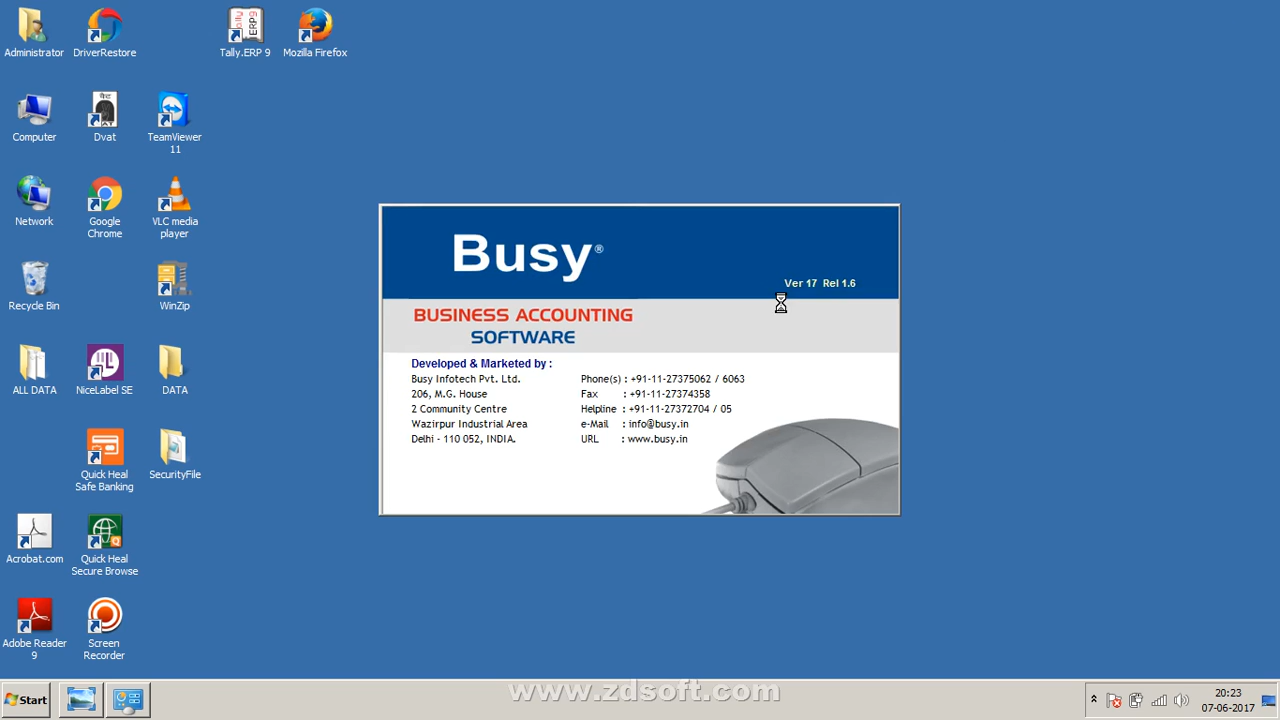 Administrator
DriverRestore
Tally.ERP 9
Mozilla Firefox
Computer
Dvat
TeamViewer
11
Network
Google
Chrome
VLC media
player
Recycle Bin
WinZip
ALL DATA
NiceLabel SE
DATA
Quick Heal
Safe Banking
SecurityFile
Acrobat.com
Quick Heal
Secure Browse
Adobe Reader
9
Screen
Recorder
Busy®
Ver 17 Rel 1.6
BUSINESS ACCOUNTING
SOFTWARE
Developed & Marketed by :
Busy Infotech Pvt. Ltd.
206, M.G. House
2 Community Centre
Wazirpur Industrial Area
Delhi - 110 052, INDIA.
Phone(s) : +91-11-27375062 / 6063
Fax : +91-11-27374358
Helpline : +91-11-27372704 / 05
e-Mail : info@busy.in
URL : www.busy.in
Start
www.zdsoft.com
20:23
07-06-2017